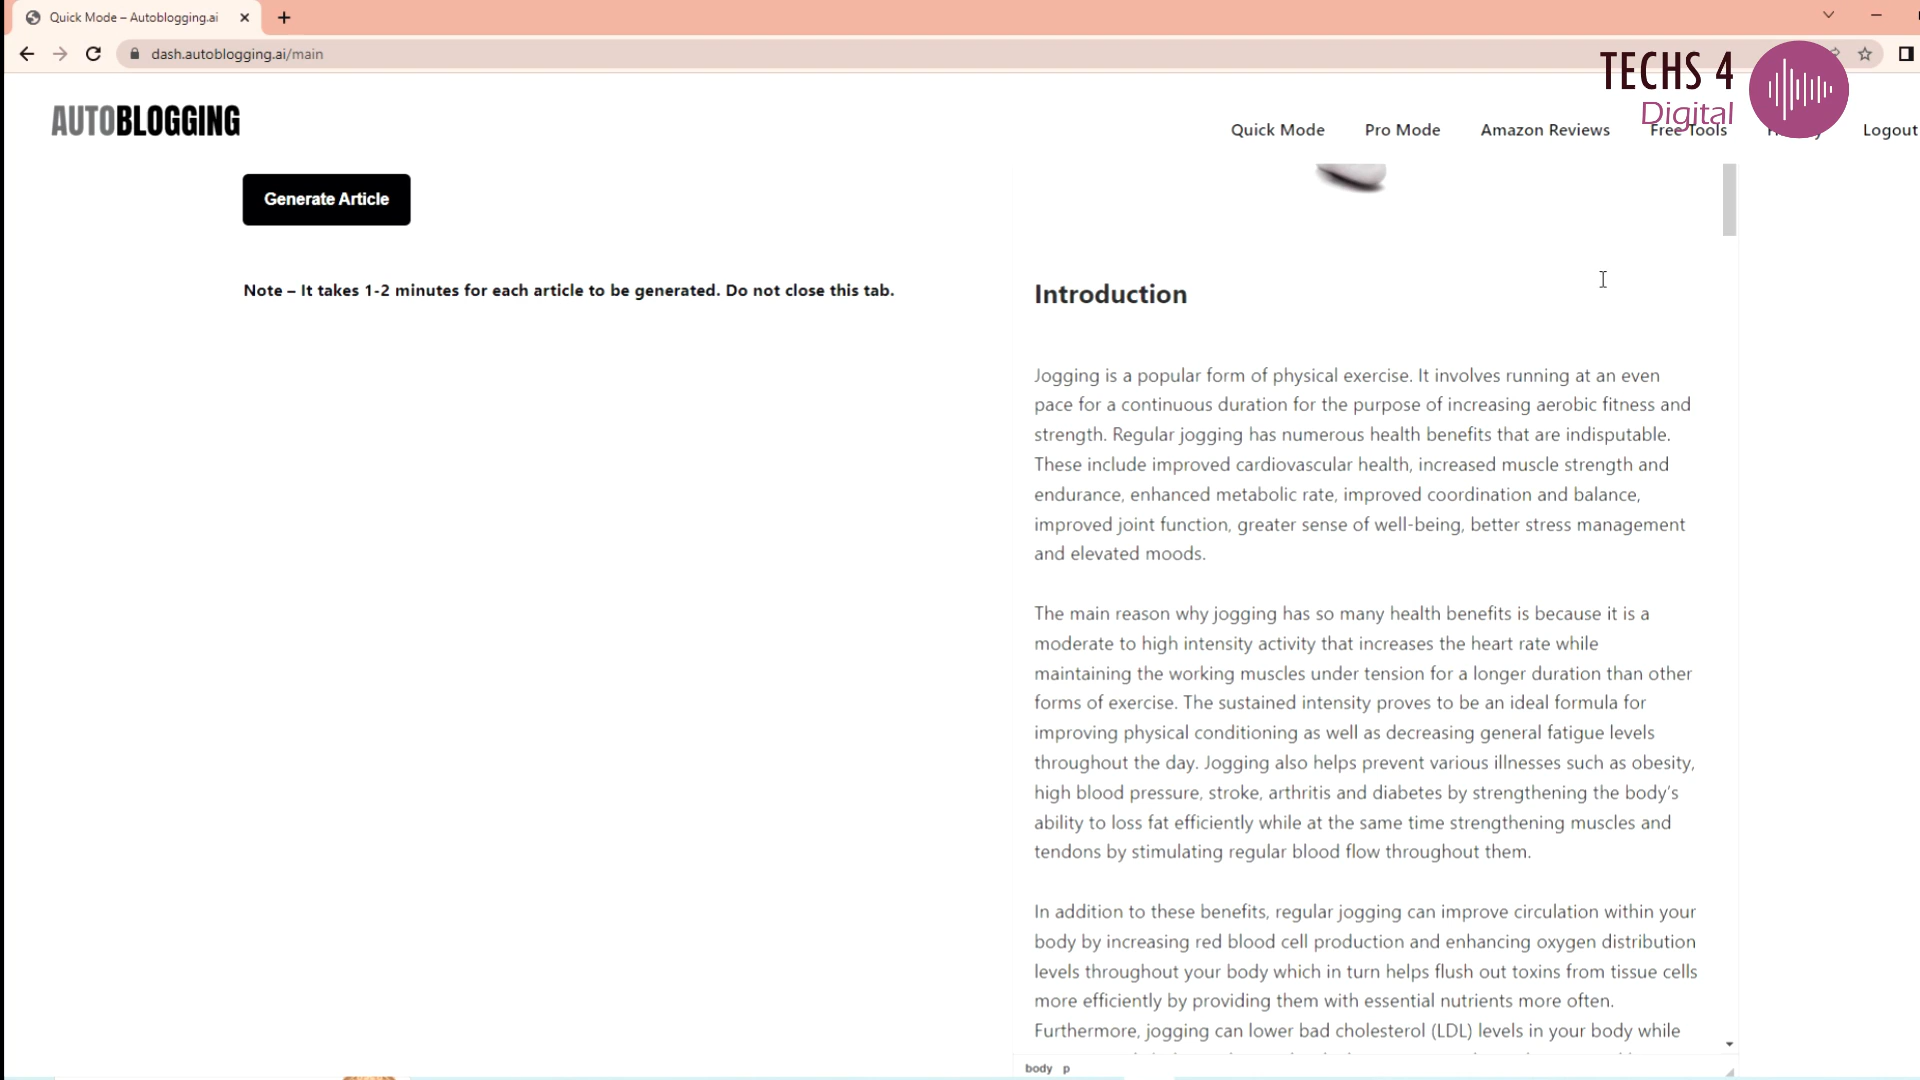 Quick Mode – Autoblogging.ai
dash.autoblogging.ai/main
TECHS 4
Digital
AUTOBLOGGING
Quick Mode
Pro Mode
Amazon Reviews
Free Tools
Logout
Generate Article
Note – It takes 1-2 minutes for each article to be generated. Do not close this tab.
Introduction
Jogging is a popular form of physical exercise. It involves running at an even
pace for a continuous duration for the purpose of increasing aerobic fitness and
strength. Regular jogging has numerous health benefits that are indisputable.
These include improved cardiovascular health, increased muscle strength and
endurance, enhanced metabolic rate, improved coordination and balance,
improved joint function, greater sense of well-being, better stress management
and elevated moods.
The main reason why jogging has so many health benefits is because it is a
moderate to high intensity activity that increases the heart rate while
maintaining the working muscles under tension for a longer duration than other
forms of exercise. The sustained intensity proves to be an ideal formula for
improving physical conditioning as well as decreasing general fatigue levels
throughout the day. Jogging also helps prevent various illnesses such as obesity,
high blood pressure, stroke, arthritis and diabetes by strengthening the body's
ability to loss fat efficiently while at the same time strengthening muscles and
tendons by stimulating regular blood flow throughout them.
In addition to these benefits, regular jogging can improve circulation within your
body by increasing red blood cell production and enhancing oxygen distribution
levels throughout your body which in turn helps flush out toxins from tissue cells
more efficiently by providing them with essential nutrients more often.
Furthermore, jogging can lower bad cholesterol (LDL) levels in your body while
body p